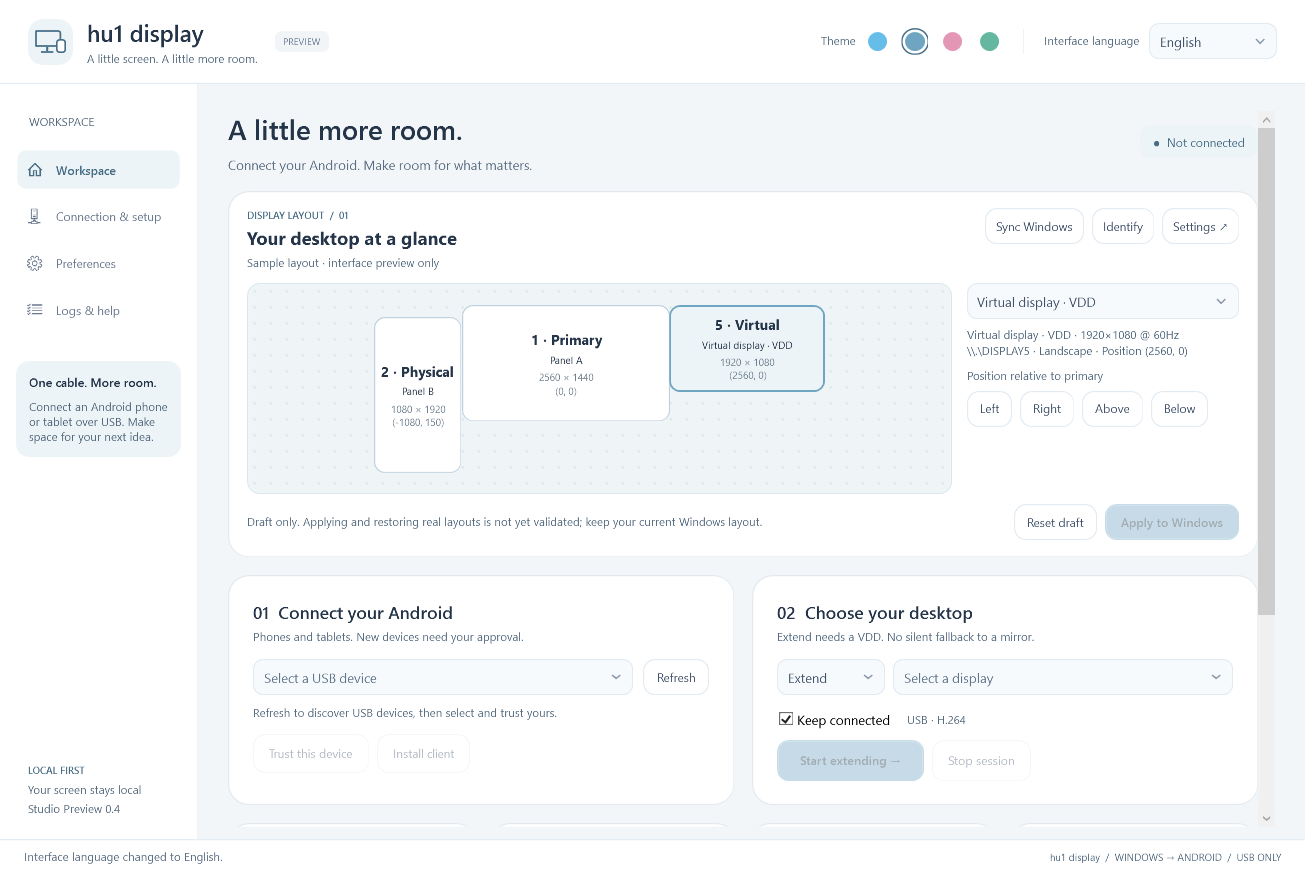 hu1 display
A little screen. A little more room.
PREVIEW
Theme
Interface language
English
WORKSPACE
Workspace
Connection & setup
Preferences
Logs & help
One cable. More room.
Connect an Android phone
or tablet over USB. Make
space for your next idea.
LOCAL FIRST
Your screen stays local
Studio Preview 0.4
A little more room.
Connect your Android. Make room for what matters.
Not connected
DISPLAY LAYOUT / 01
Your desktop at a glance
Sample layout · interface preview only
Sync Windows
Identify
Settings ↗
2 · Physical
Panel B
1080 × 1920
(-1080, 150)
1 · Primary
Panel A
2560 × 1440
(0, 0)
5 · Virtual
Virtual display · VDD
1920 × 1080
(2560, 0)
Virtual display · VDD
Virtual display · VDD · 1920×1080 @ 60Hz
\\.\DISPLAY5 · Landscape · Position (2560, 0)
Position relative to primary
Left
Right
Above
Below
Draft only. Applying and restoring real layouts is not yet validated; keep your current Windows layout.
Reset draft
Apply to Windows
01 Connect your Android
Phones and tablets. New devices need your approval.
Select a USB device
Refresh
Refresh to discover USB devices, then select and trust yours.
Trust this device
Install client
02 Choose your desktop
Extend needs a VDD. No silent fallback to a mirror.
Extend
Select a display
Keep connected
USB · H.264
Start extending →
Stop session
Interface language changed to English.
hu1 display / WINDOWS → ANDROID / USB ONLY